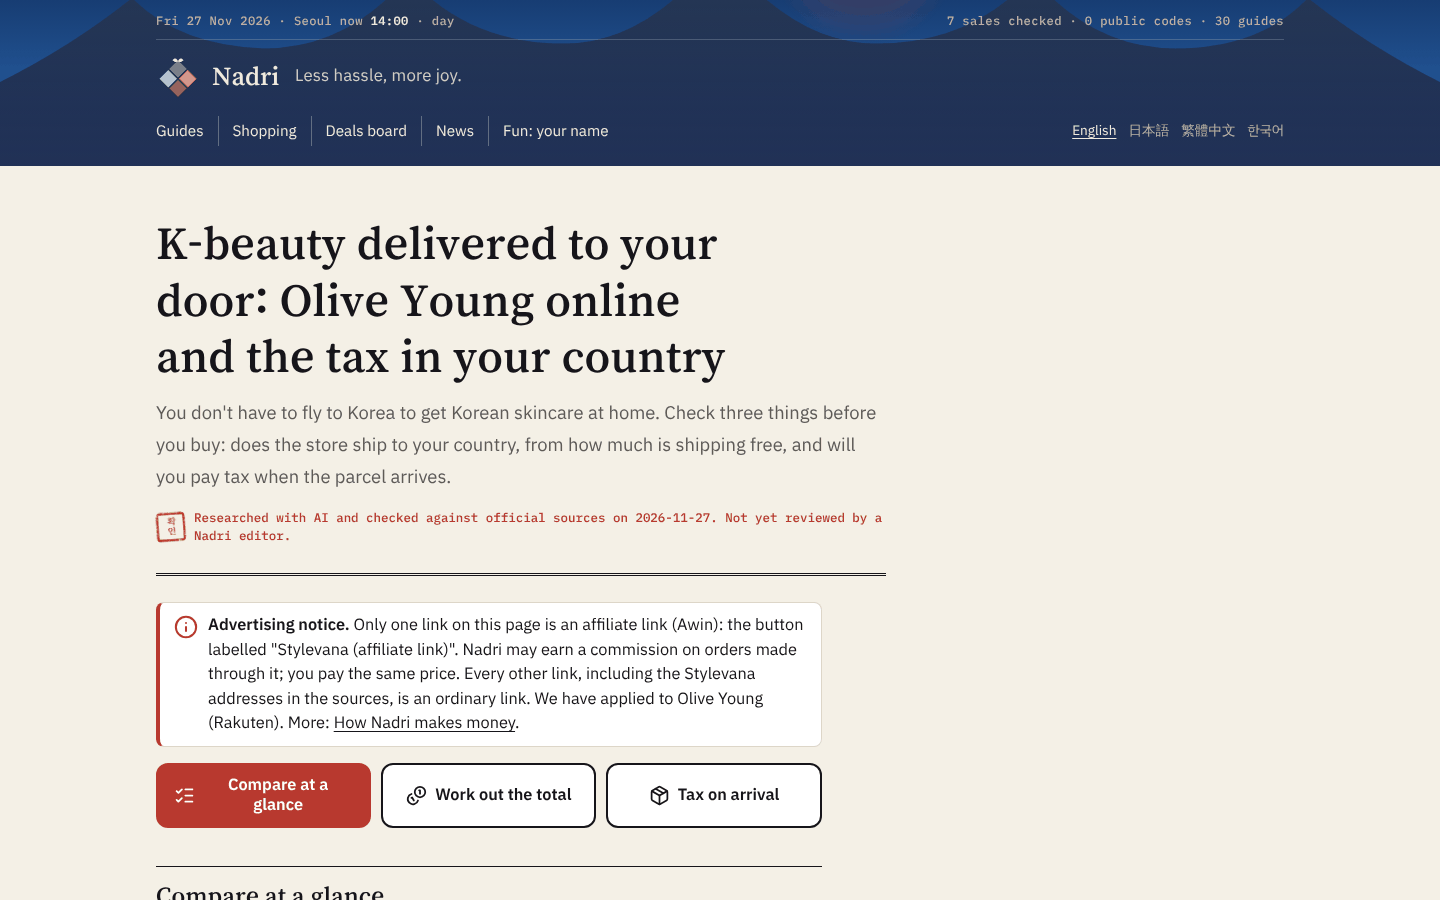 Fri 27 Nov 2026 · Seoul now 14:00 · day
7 sales checked · 0 public codes · 30 guides
Nadri
Less hassle, more joy.
Guides
Shopping
Deals board
News
Fun: your name
English
日本語
繁體中文
한국어
K-beauty delivered to your
door: Olive Young online
and the tax in your country
You don't have to fly to Korea to get Korean skincare at home. Check three things before
you buy: does the store ship to your country, from how much is shipping free, and will
you pay tax when the parcel arrives.
확
인
Researched with AI and checked against official sources on 2026-11-27. Not yet reviewed by a
Nadri editor.
Advertising notice. Only one link on this page is an affiliate link (Awin): the button
labelled "Stylevana (affiliate link)". Nadri may earn a commission on orders made
through it; you pay the same price. Every other link, including the Stylevana
addresses in the sources, is an ordinary link. We have applied to Olive Young
(Rakuten). More: How Nadri makes money.
Compare at a
glance
Work out the total
Tax on arrival
Compare at a glance